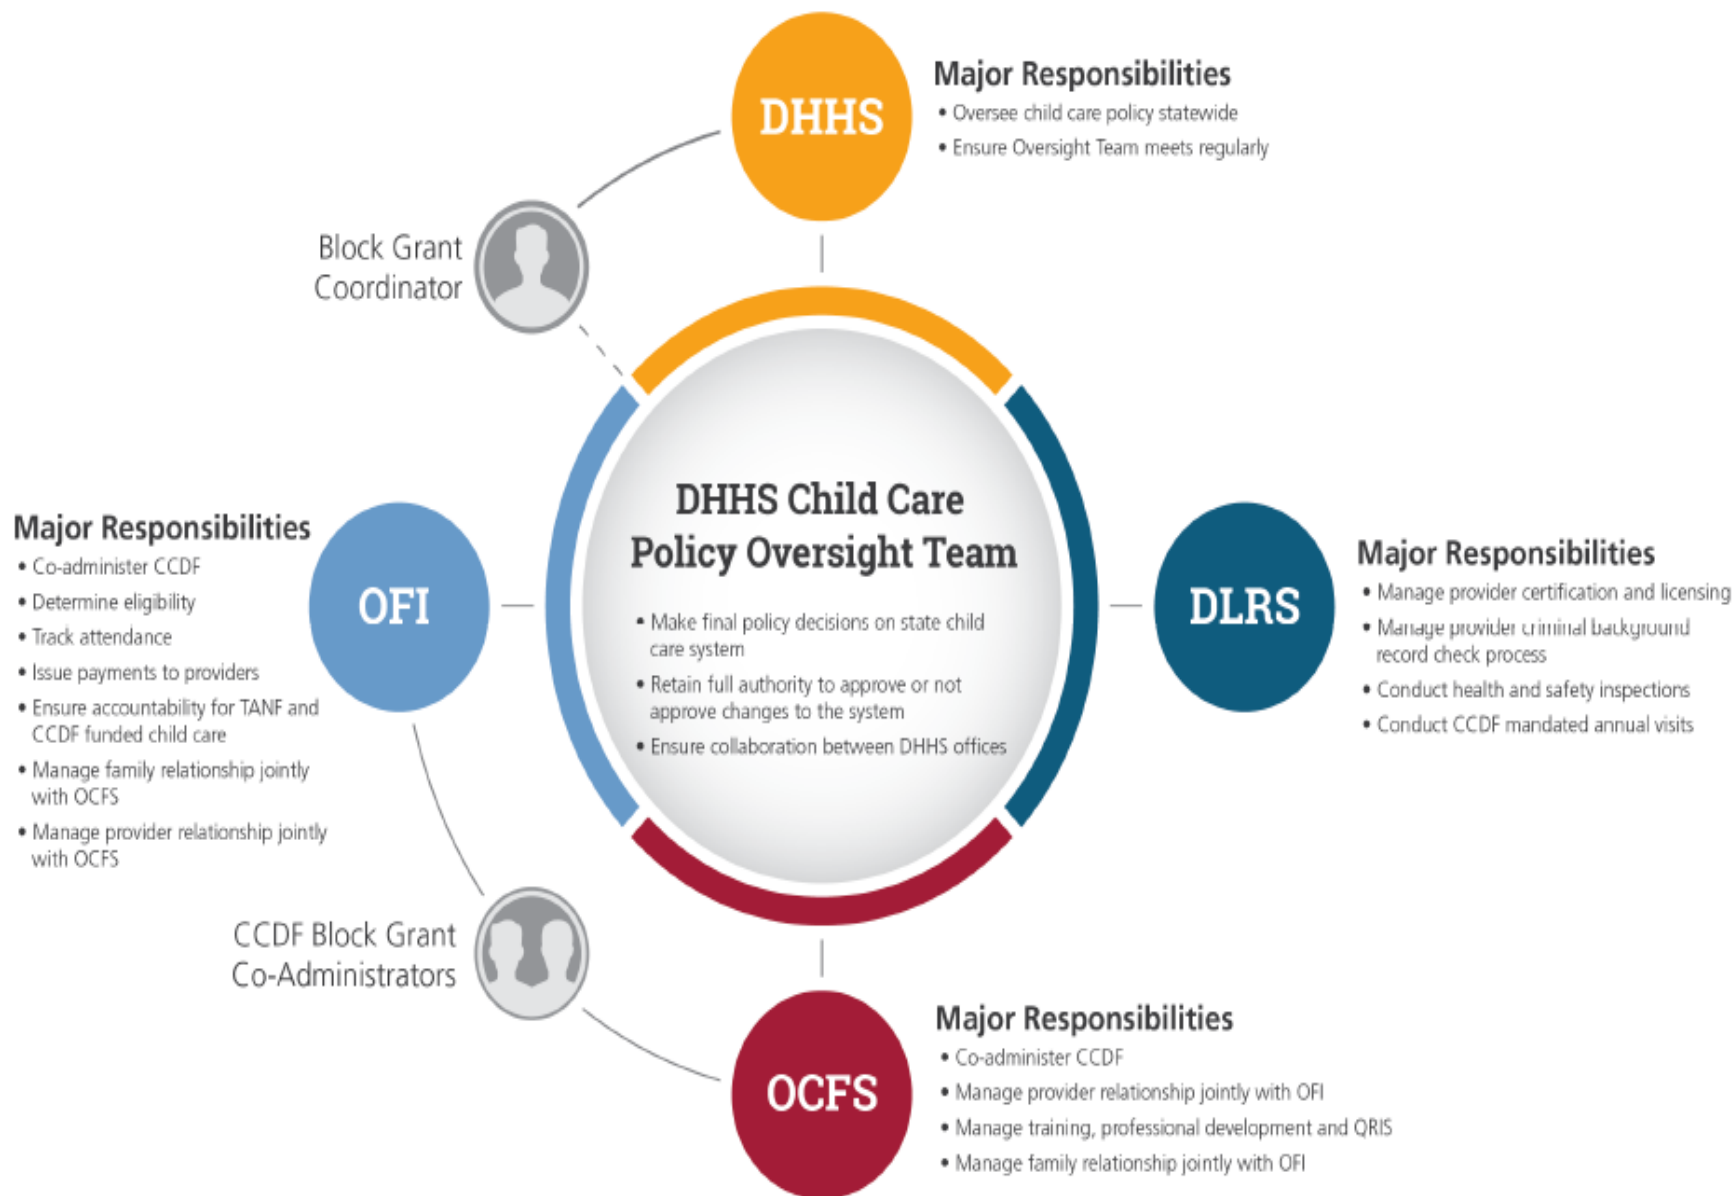 DHHS
Major Responsibilities
• Oversee child care policy statewide
• Ensure Oversight Team meets regularly
Block Grant
Coordinator
DHHS Child Care
Policy Oversight Team
• Make final policy decisions on state child
care system
• Retain full authority to approve or not
approve changes to the system
• Ensure collaboration between DHHS offices
Major Responsibilities
• Co-administer CCDF
• Determine eligibility
• Track attendance
• Issue payments to providers
• Ensure accountability for TANF and
CCDF funded child care
• Manage family relationship jointly
with OCFS
• Manage provider relationship jointly
with OCFS
OFI
DLRS
Major Responsibilities
• Manage provider certification and licensing
• Manage provider criminal background
record check process
• Conduct health and safety inspections
• Conduct CCDF mandated annual visits
CCDF Block Grant
Co-Administrators
OCFS
Major Responsibilities
• Co-administer CCDF
• Manage provider relationship jointly with OFI
• Manage training, professional development and QRIS
• Manage family relationship jointly with OFI